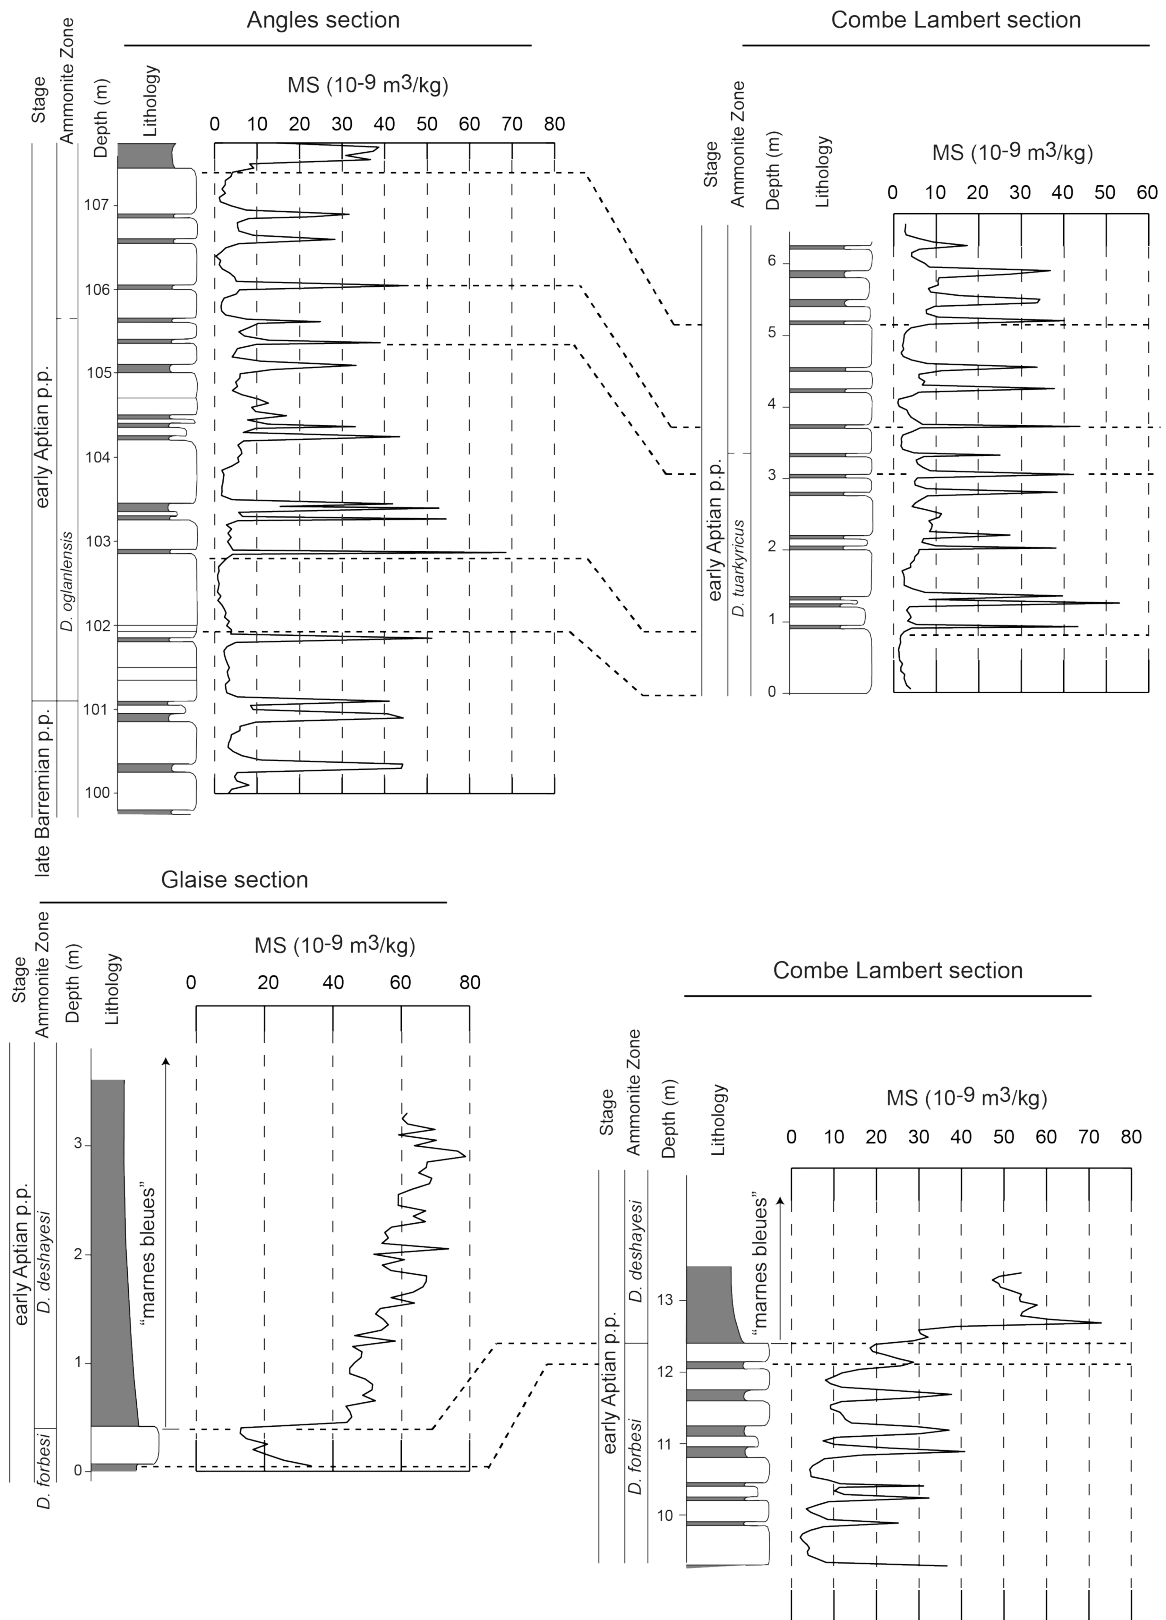 Angles section
Stage
Ammonite Zone
Depth (m)
Lithology
MS (10-9 m3/kg)
0 10 20 30 40 50 60 70 80
107
106
105
104
103
102
101
100
early Aptian p.p.
late Barremian p.p.
D. oglanlensis
Combe Lambert section
Stage
Ammonite Zone
Depth (m)
Lithology
MS (10-9 m3/kg)
0 10 20 30 40 50 60
6
5
4
3
2
1
0
early Aptian p.p.
D. tuarkyricus
Glaise section
Stage
Ammonite Zone
Depth (m)
Lithology
MS (10-9 m3/kg)
0 20 40 60 80
3
2
1
0
early Aptian p.p.
D. deshayesi
D. forbesi
“marnes bleues”
Combe Lambert section
Stage
Ammonite Zone
Depth (m)
Lithology
MS (10-9 m3/kg)
0 10 20 30 40 50 60 70 80
13
12
11
10
early Aptian p.p.
D. deshayesi
D. forbesi
“marnes bleues”